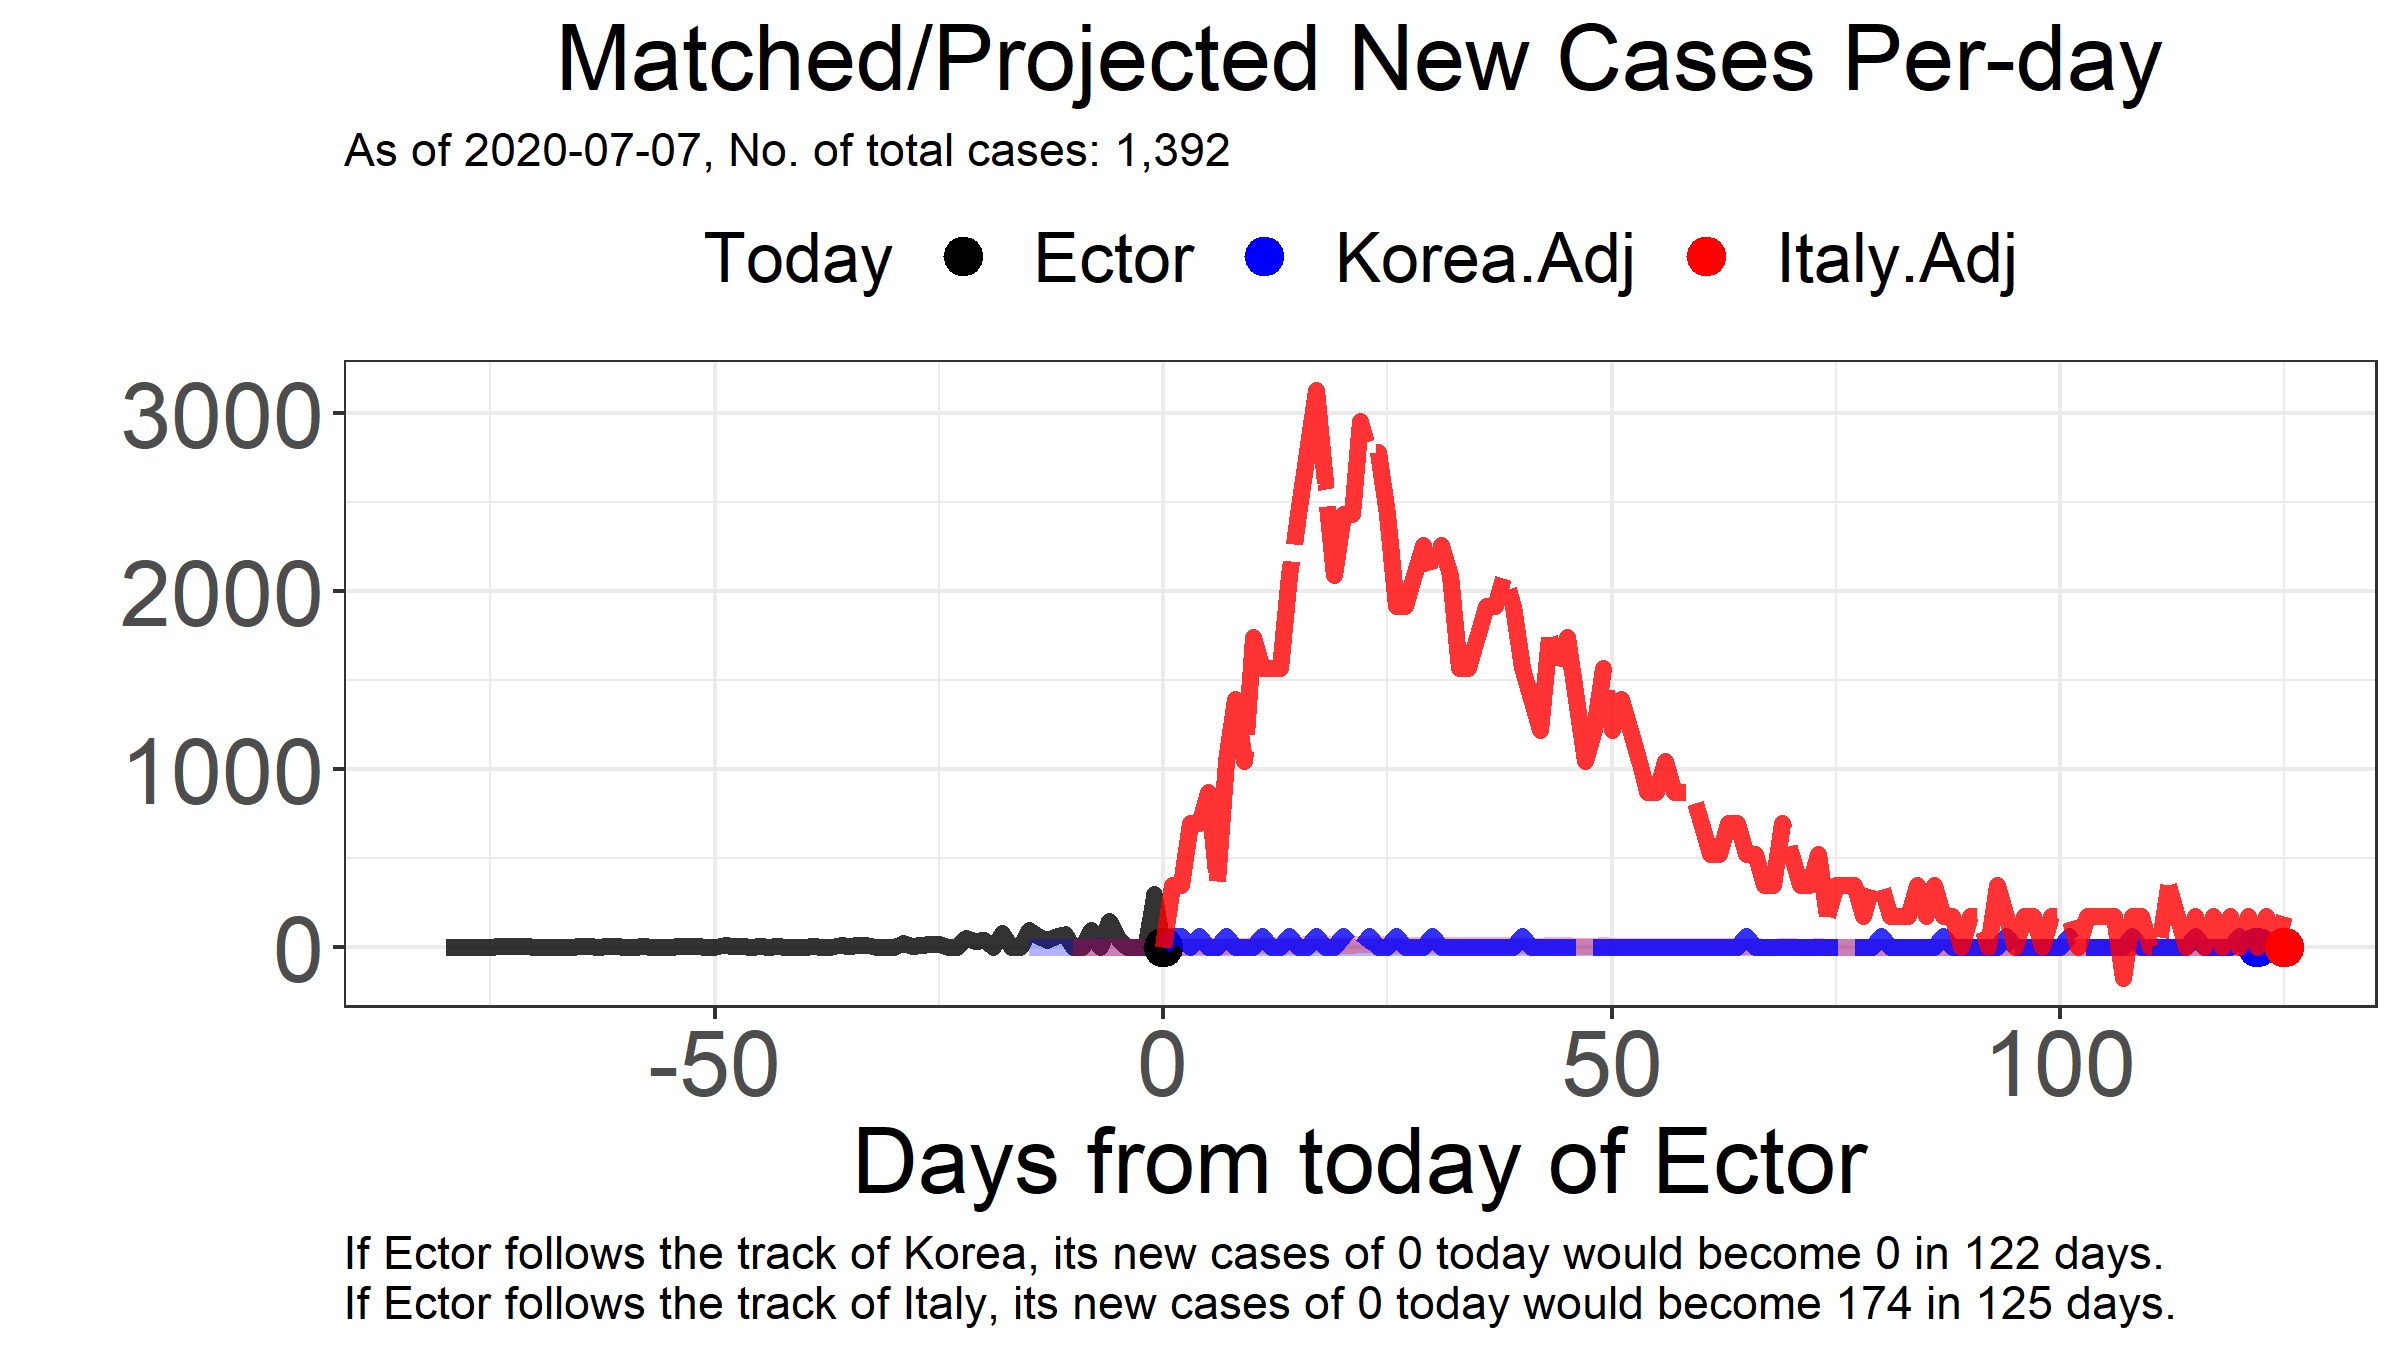 Matched/Projected New Cases Per-day
As of 2020-07-07, No. of total cases: 1,392
Today Ector Korea.Adj Italy.Adj
3000
2000
1000
0
-50 0 50 100
Days from today of Ector
If Ector follows the track of Korea, its new cases of 0 today would become 0 in 122 days.
If Ector follows the track of Italy, its new cases of 0 today would become 174 in 125 days.